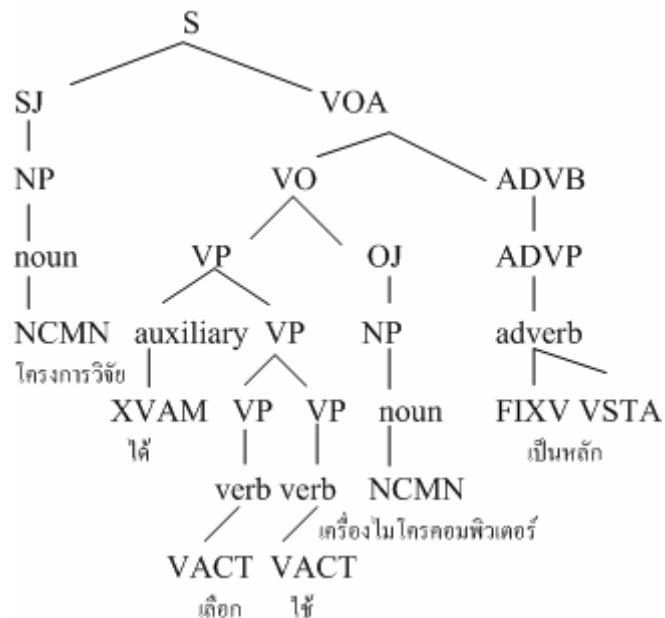 S
SJ VOA
NP VO ADVB
noun VP OJ ADVP
NCMN auxiliary VP NP adverb
โครงการวิจัย
XVAM VP VP noun FIXV VSTA
ได้ เป็นหลัก
verb verb NCMN
เครื่องไมโครคอมพิวเตอร์
VACT VACT
เลือก ใช้